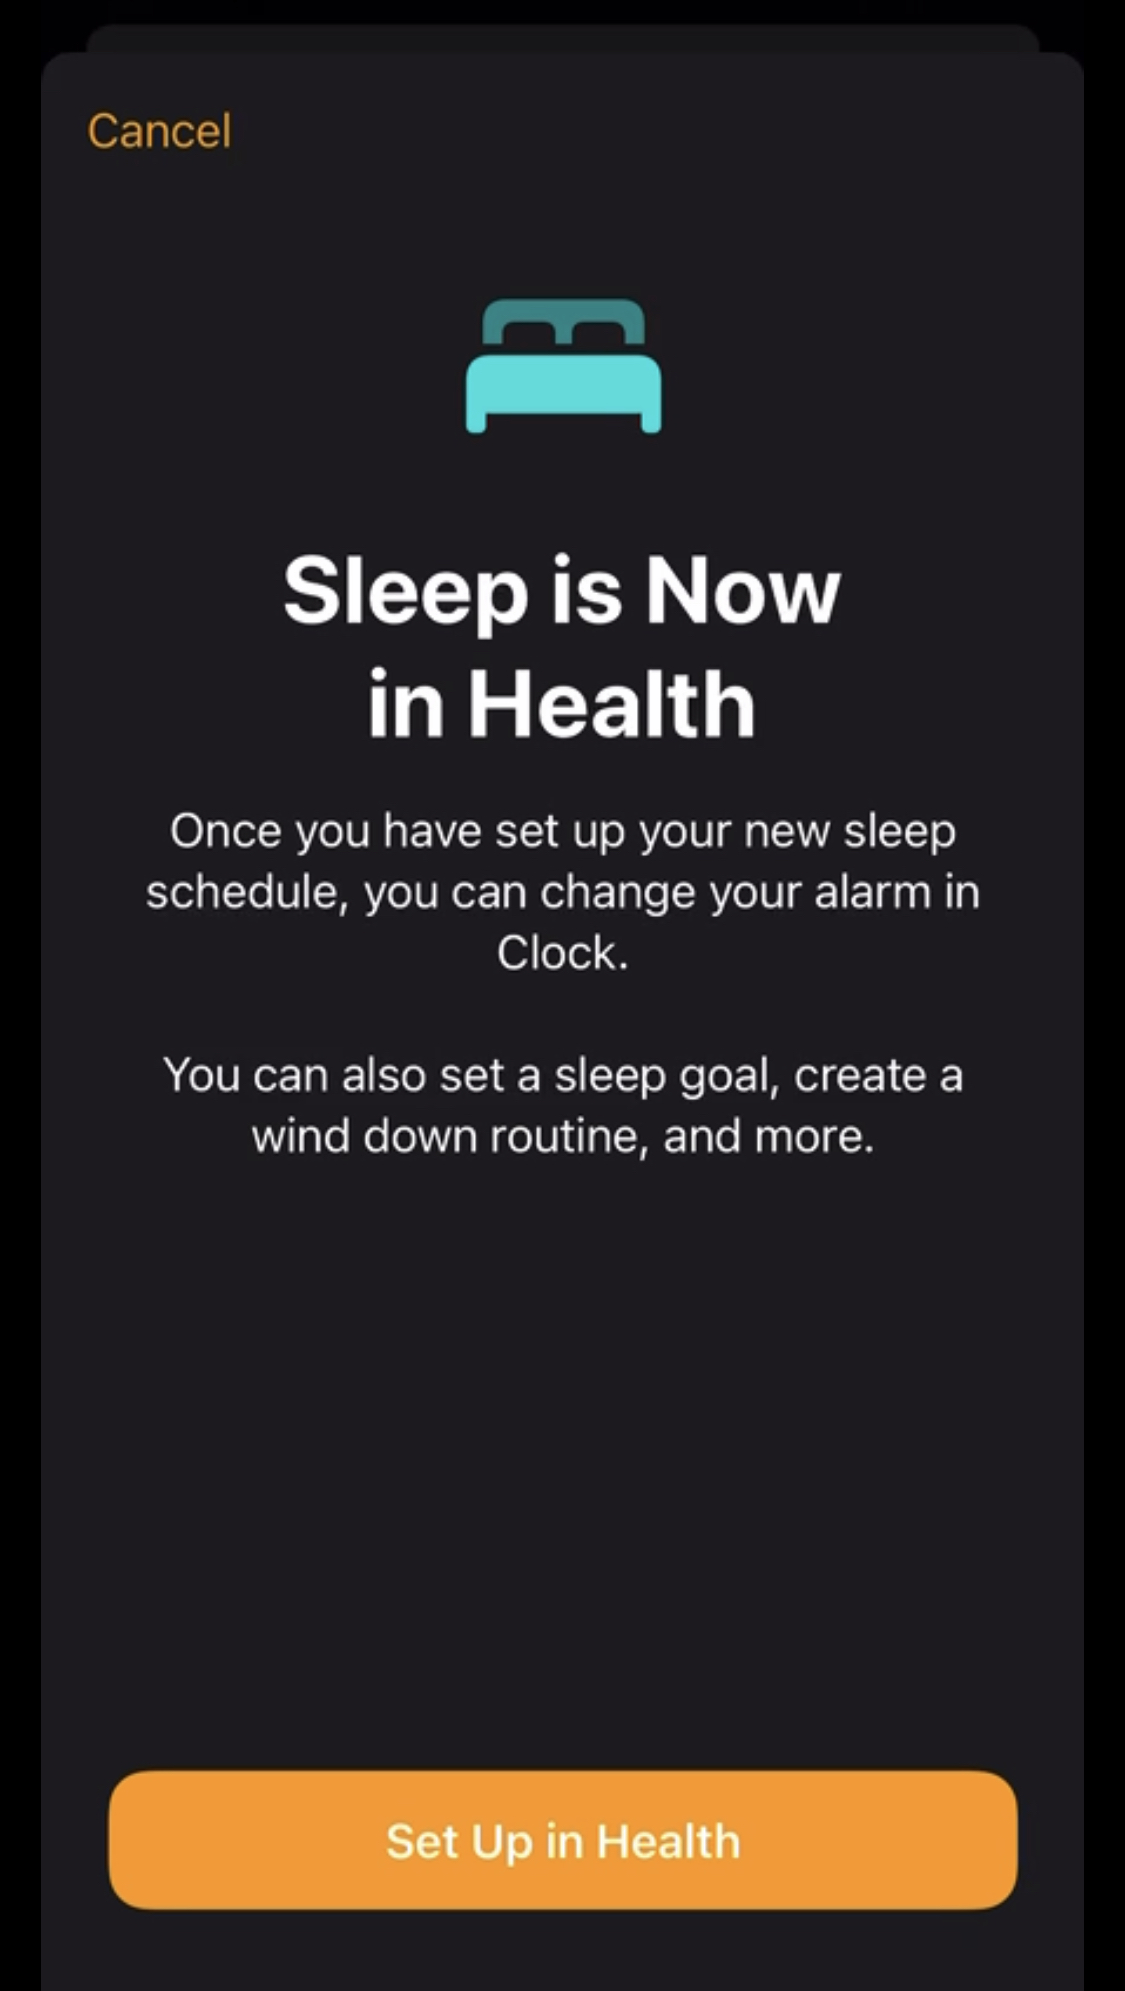 Cancel
Sleep is Now
in Health
Once you have set up your new sleep
schedule, you can change your alarm in
Clock.
You can also set a sleep goal, create a
wind down routine, and more.
Set Up in Health